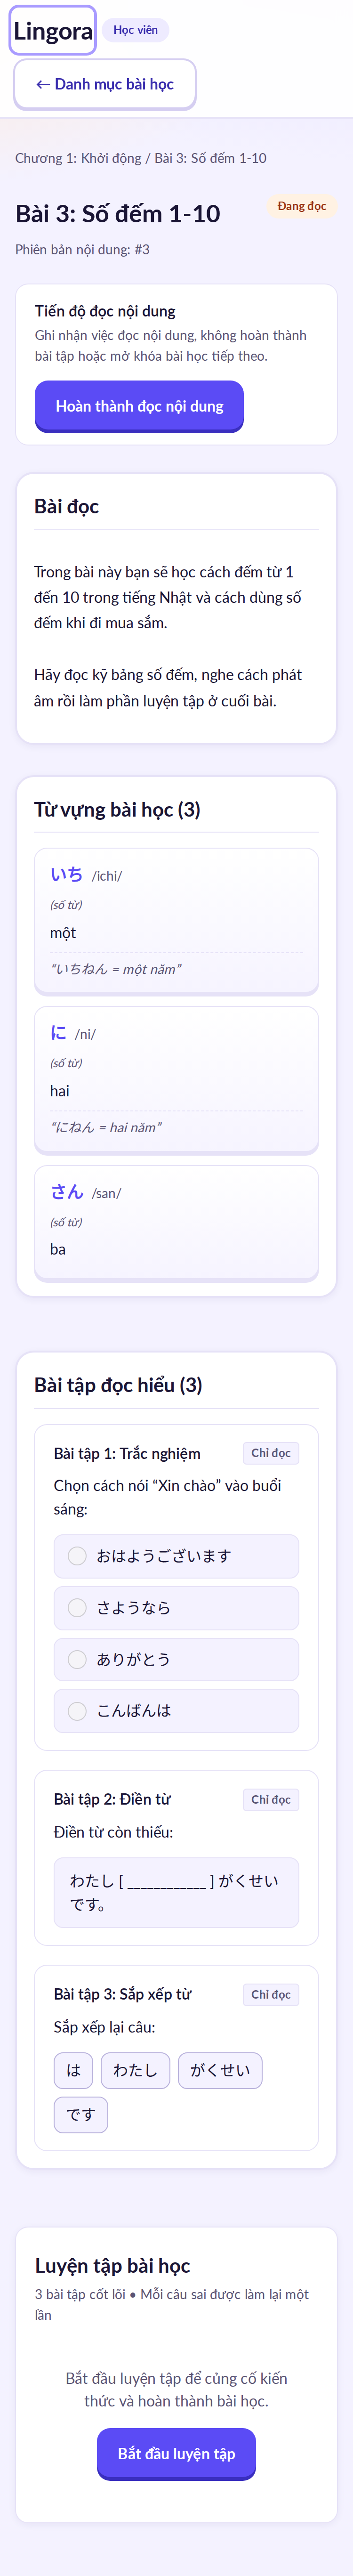 Lingora
Học viên
← Danh mục bài học
Chương 1: Khởi động / Bài 3: Số đếm 1-10
Bài 3: Số đếm 1-10
Đang đọc
Phiên bản nội dung: #3
Tiến độ đọc nội dung
Ghi nhận việc đọc nội dung, không hoàn thành
bài tập hoặc mở khóa bài học tiếp theo.
Hoàn thành đọc nội dung
Bài đọc
Trong bài này bạn sẽ học cách đếm từ 1
đến 10 trong tiếng Nhật và cách dùng số
đếm khi đi mua sắm.
Hãy đọc kỹ bảng số đếm, nghe cách phát
âm rồi làm phần luyện tập ở cuối bài.
Từ vựng bài học (3)
いち /ichi/
(số từ)
một
“いちねん = một năm”
に /ni/
(số từ)
hai
“にねん = hai năm”
さん /san/
(số từ)
ba
Bài tập đọc hiểu (3)
Bài tập 1: Trắc nghiệm
Chỉ đọc
Chọn cách nói “Xin chào” vào buổi
sáng:
おはようございます
さようなら
ありがとう
こんばんは
Bài tập 2: Điền từ
Chỉ đọc
Điền từ còn thiếu:
わたし [ ____________ ] がくせい
です。
Bài tập 3: Sắp xếp từ
Chỉ đọc
Sắp xếp lại câu:
は わたし がくせい
です
Luyện tập bài học
3 bài tập cốt lõi • Mỗi câu sai được làm lại một
lần
Bắt đầu luyện tập để củng cố kiến
thức và hoàn thành bài học.
Bắt đầu luyện tập